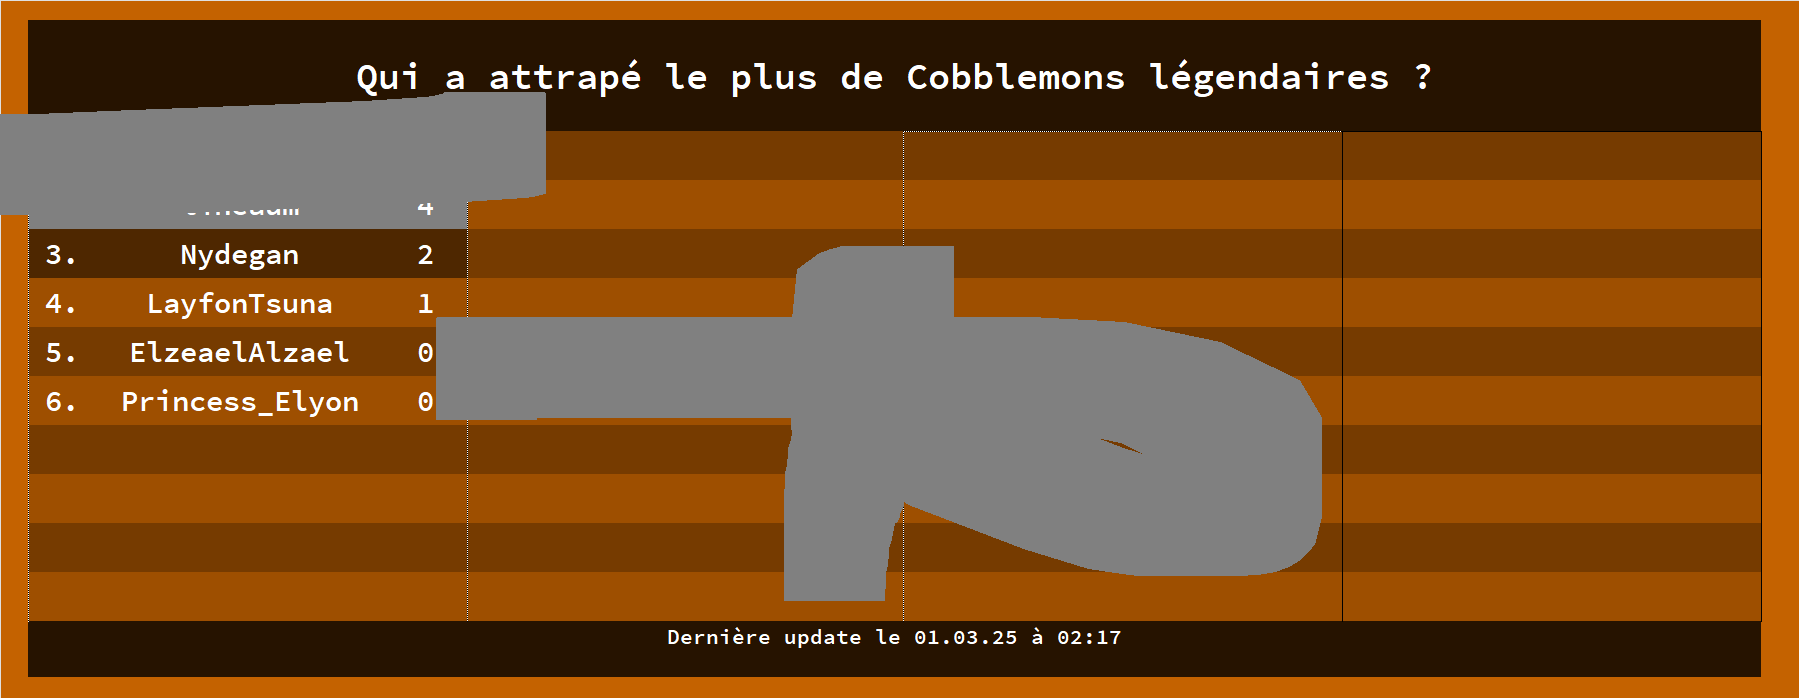 Qui a attrapé le plus de Cobblemons légendaires ?
4
3. Nydegan 2
4. LayfonTsuna 1
5. ElzeaelAlzael 0
6. Princess_Elyon 0
Dernière update le 01.03.25 à 02:17